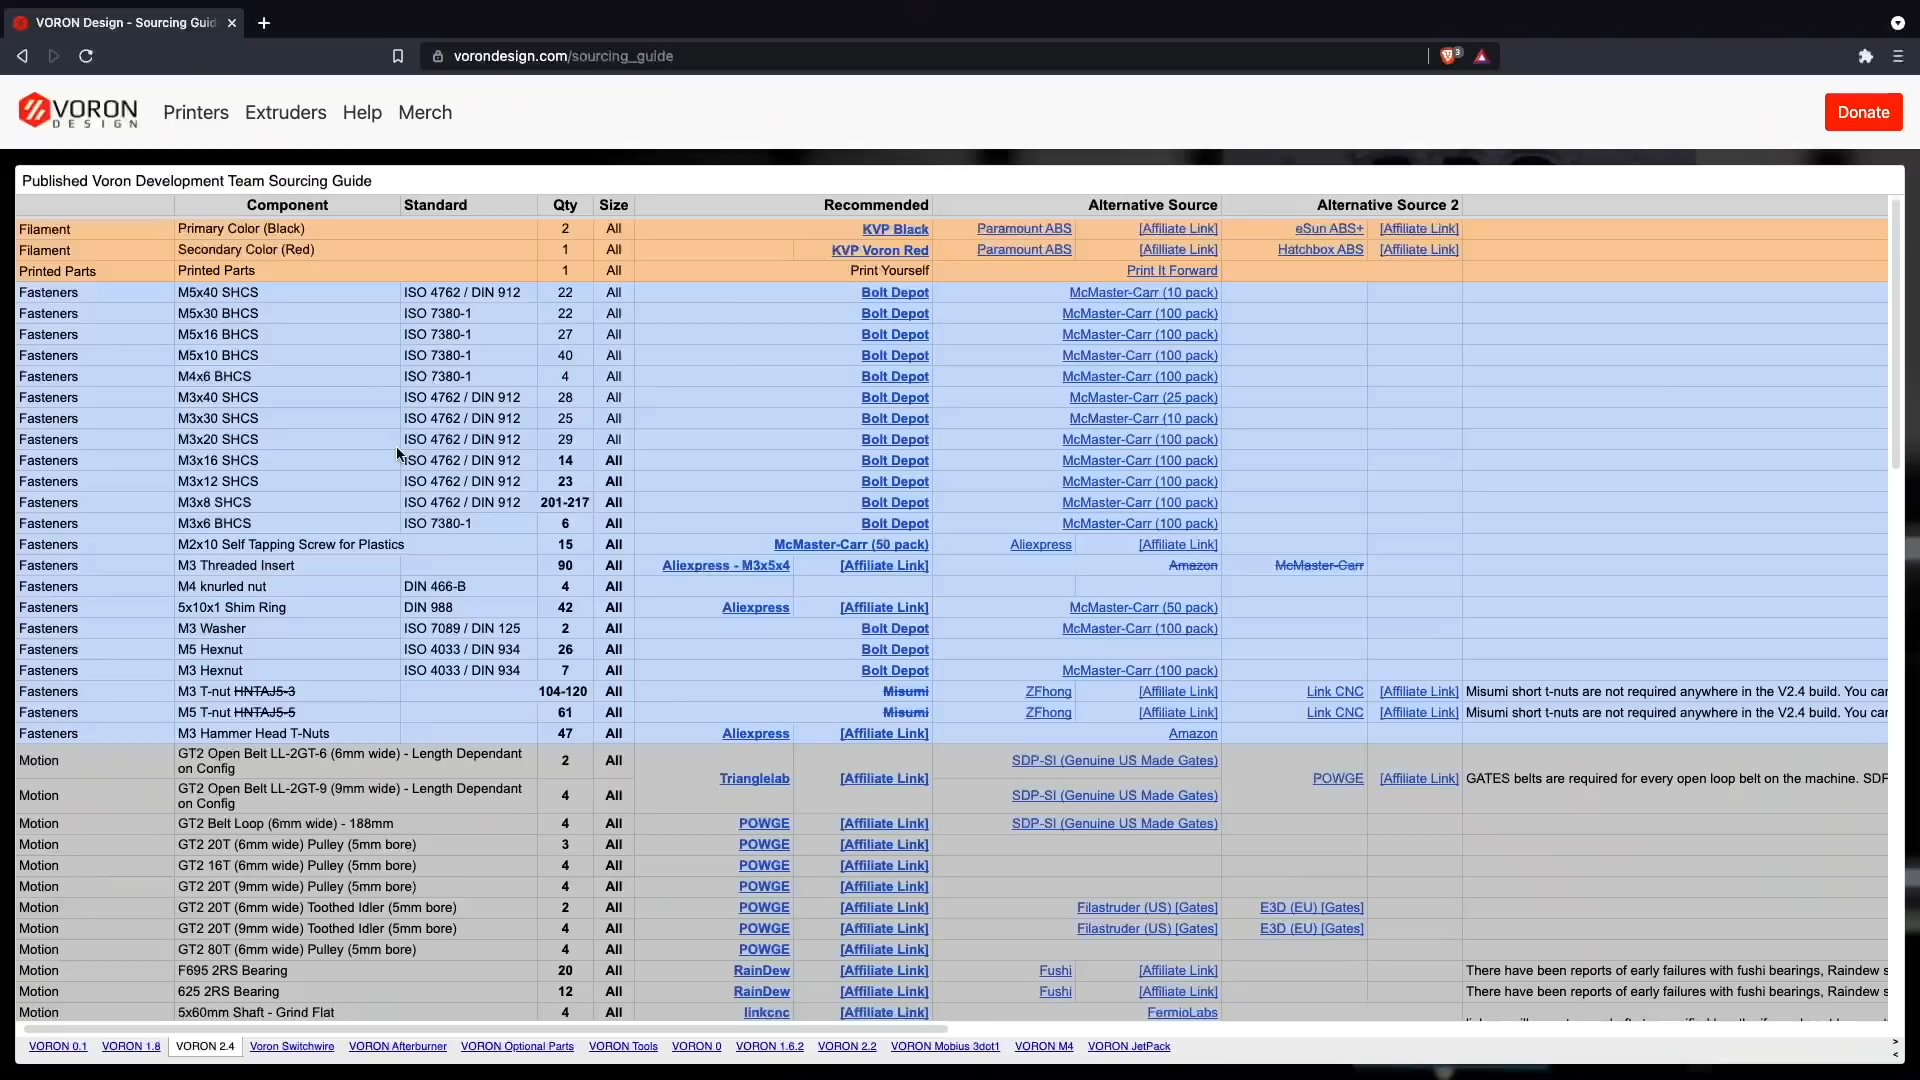 VORON Design - Sourcing Guid
vorondesign.com/sourcing_guide
3
VORON DESIGN
Printers Extruders Help Merch
Donate
Published Voron Development Team Sourcing Guide
Component Standard Qty Size Recommended Alternative Source Alternative Source 2
Filament Primary Color (Black) 2 All KVP Black Paramount ABS [Affiliate Link] eSun ABS+ [Affiliate Link]
Filament Secondary Color (Red) 1 All KVP Voron Red Paramount ABS [Affiliate Link] Hatchbox ABS [Affiliate Link]
Printed Parts Printed Parts 1 All Print Yourself Print It Forward
Fasteners M5x40 SHCS ISO 4762 / DIN 912 22 All Bolt Depot McMaster-Carr (10 pack)
Fasteners M5x30 BHCS ISO 7380-1 22 All Bolt Depot McMaster-Carr (100 pack)
Fasteners M5x16 BHCS ISO 7380-1 27 All Bolt Depot McMaster-Carr (100 pack)
Fasteners M5x10 BHCS ISO 7380-1 40 All Bolt Depot McMaster-Carr (100 pack)
Fasteners M4x6 BHCS ISO 7380-1 4 All Bolt Depot McMaster-Carr (100 pack)
Fasteners M3x40 SHCS ISO 4762 / DIN 912 28 All Bolt Depot McMaster-Carr (25 pack)
Fasteners M3x30 SHCS ISO 4762 / DIN 912 25 All Bolt Depot McMaster-Carr (10 pack)
Fasteners M3x20 SHCS ISO 4762 / DIN 912 29 All Bolt Depot McMaster-Carr (100 pack)
Fasteners M3x16 SHCS ISO 4762 / DIN 912 14 All Bolt Depot McMaster-Carr (100 pack)
Fasteners M3x12 SHCS ISO 4762 / DIN 912 23 All Bolt Depot McMaster-Carr (100 pack)
Fasteners M3x8 SHCS ISO 4762 / DIN 912 201-217 All Bolt Depot McMaster-Carr (100 pack)
Fasteners M3x6 BHCS ISO 7380-1 6 All Bolt Depot McMaster-Carr (100 pack)
Fasteners M2x10 Self Tapping Screw for Plastics 15 All McMaster-Carr (50 pack) Aliexpress [Affiliate Link]
Fasteners M3 Threaded Insert 90 All Aliexpress - M3x5x4 [Affiliate Link] Amazon McMaster-Carr
Fasteners M4 knurled nut DIN 466-B 4 All
Fasteners 5x10x1 Shim Ring DIN 988 42 All Aliexpress [Affiliate Link] McMaster-Carr (50 pack)
Fasteners M3 Washer ISO 7089 / DIN 125 2 All Bolt Depot McMaster-Carr (100 pack)
Fasteners M5 Hexnut ISO 4033 / DIN 934 26 All Bolt Depot
Fasteners M3 Hexnut ISO 4033 / DIN 934 7 All Bolt Depot McMaster-Carr (100 pack)
Fasteners M3 T-nut HNTAJ5-3 104-120 All Misumi ZFhong [Affiliate Link] Link CNC [Affiliate Link] Misumi short t-nuts are not required anywhere in the V2.4 build. You car
Fasteners M5 T-nut HNTAJ5-5 61 All Misumi ZFhong [Affiliate Link] Link CNC [Affiliate Link] Misumi short t-nuts are not required anywhere in the V2.4 build. You car
Fasteners M3 Hammer Head T-Nuts 47 All Aliexpress [Affiliate Link] Amazon
Motion GT2 Open Belt LL-2GT-6 (6mm wide) - Length Dependant on Config 2 All SDP-SI (Genuine US Made Gates)
Trianglelab [Affiliate Link] POWGE [Affiliate Link] GATES belts are required for every open loop belt on the machine. SDF
Motion GT2 Open Belt LL-2GT-9 (9mm wide) - Length Dependant on Config 4 All SDP-SI (Genuine US Made Gates)
Motion GT2 Belt Loop (6mm wide) - 188mm 4 All POWGE [Affiliate Link] SDP-SI (Genuine US Made Gates)
Motion GT2 20T (6mm wide) Pulley (5mm bore) 3 All POWGE [Affiliate Link]
Motion GT2 16T (6mm wide) Pulley (5mm bore) 4 All POWGE [Affiliate Link]
Motion GT2 20T (9mm wide) Pulley (5mm bore) 4 All POWGE [Affiliate Link]
Motion GT2 20T (6mm wide) Toothed Idler (5mm bore) 2 All POWGE [Affiliate Link] Filastruder (US) [Gates] E3D (EU) [Gates]
Motion GT2 20T (9mm wide) Toothed Idler (5mm bore) 4 All POWGE [Affiliate Link] Filastruder (US) [Gates] E3D (EU) [Gates]
Motion GT2 80T (6mm wide) Pulley (5mm bore) 4 All POWGE [Affiliate Link]
Motion F695 2RS Bearing 20 All RainDew [Affiliate Link] Fushi [Affiliate Link] There have been reports of early failures with fushi bearings, Raindew s
Motion 625 2RS Bearing 12 All RainDew [Affiliate Link] Fushi [Affiliate Link] There have been reports of early failures with fushi bearings, Raindew s
Motion 5x60mm Shaft - Grind Flat 4 All linkcnc [Affiliate Link] FermioLabs
VORON 0.1 VORON 1.8 VORON 2.4 Voron Switchwire VORON Afterburner VORON Optional Parts VORON Tools VORON 0 VORON 1.6.2 VORON 2.2 VORON Mobius 3dot1 VORON M4 VORON JetPack